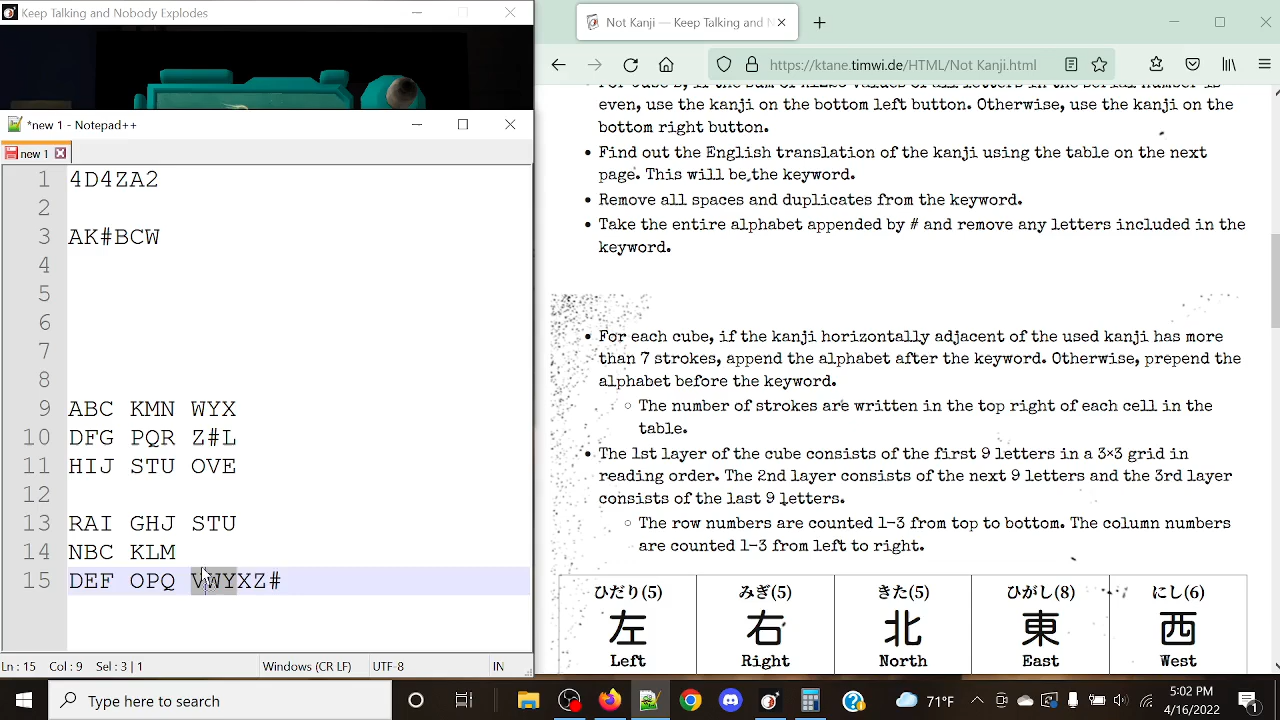 Keep Talking and Nobody Explodes
*new 1 - Notepad++
new 1
1 4D4ZA2
2
3 AK#BCW
4
5
6
7
8
9 ABC KMN WYX
10 DFG PQR Z#L
11 HIJ STU OVE
12
13 RAI GHJ STU
14 NBC KLM
15 DEF OPQ VWYXZ#
Ln : 15 Col : 9 Sel : 3 | 1 Windows (CR LF) UTF-8 IN
Not Kanji — Keep Talking and N
https://ktane.timwi.de/HTML/Not Kanji.html
even, use the kanji on the bottom left button. Otherwise, use the kanji on the
bottom right button.
• Find out the English translation of the kanji using the table on the next
page. This will be the keyword.
• Remove all spaces and duplicates from the keyword.
• Take the entire alphabet appended by # and remove any letters included in the
keyword.
• For each cube, if the kanji horizontally adjacent of the used kanji has more
than 7 strokes, append the alphabet after the keyword. Otherwise, prepend the
alphabet before the keyword.
○ The number of strokes are written in the top right of each cell in the
table.
• The 1st layer of the cube consists of the first 9 letters in a 3×3 grid in
reading order. The 2nd layer consists of the next 9 letters and the 3rd layer
consists of the last 9 letters.
○ The row numbers are counted 1-3 from top to bottom. The column numbers
are counted 1-3 from left to right.
ひだり(5) みぎ(5) きた(5) ひがし(8) にし(6)
左 右 北 東 西
Left Right North East West
Type here to search
71°F
5:02 PM
4/16/2022